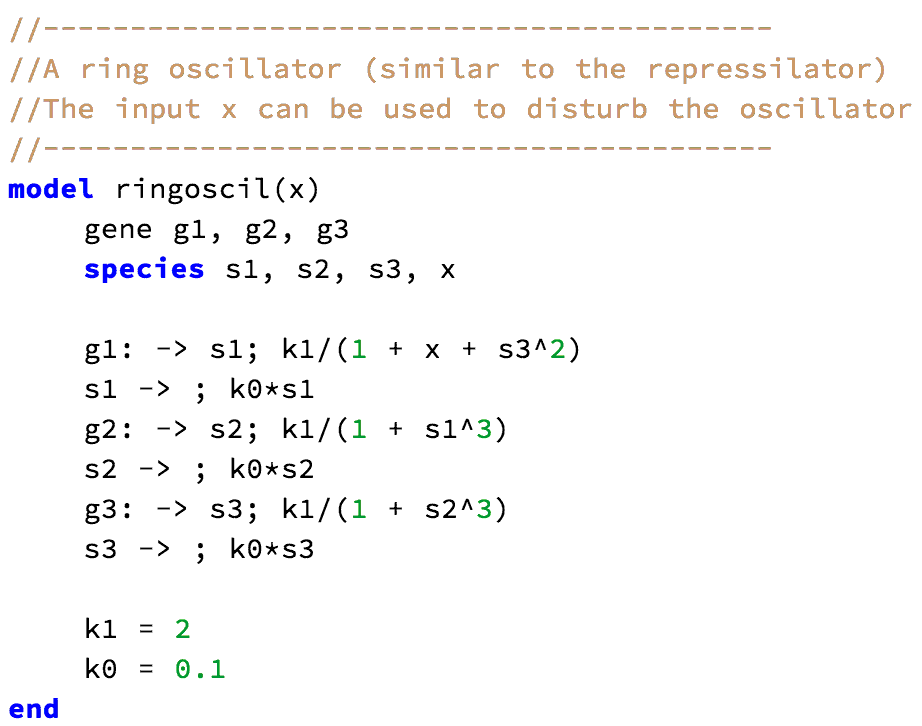 //------------------------------------------
//A ring oscillator (similar to the repressilator)
//The input x can be used to disturb the oscillator
//------------------------------------------
model ringoscil(x)
     gene g1, g2, g3
     species s1, s2, s3, x

     g1: -> s1; k1/(1 + x + s3^2)
     s1 -> ; k0*s1
     g2: -> s2; k1/(1 + s1^3)
     s2 -> ; k0*s2
     g3: -> s3; k1/(1 + s2^3)
     s3 -> ; k0*s3

     k1 = 2
     k0 = 0.1
end